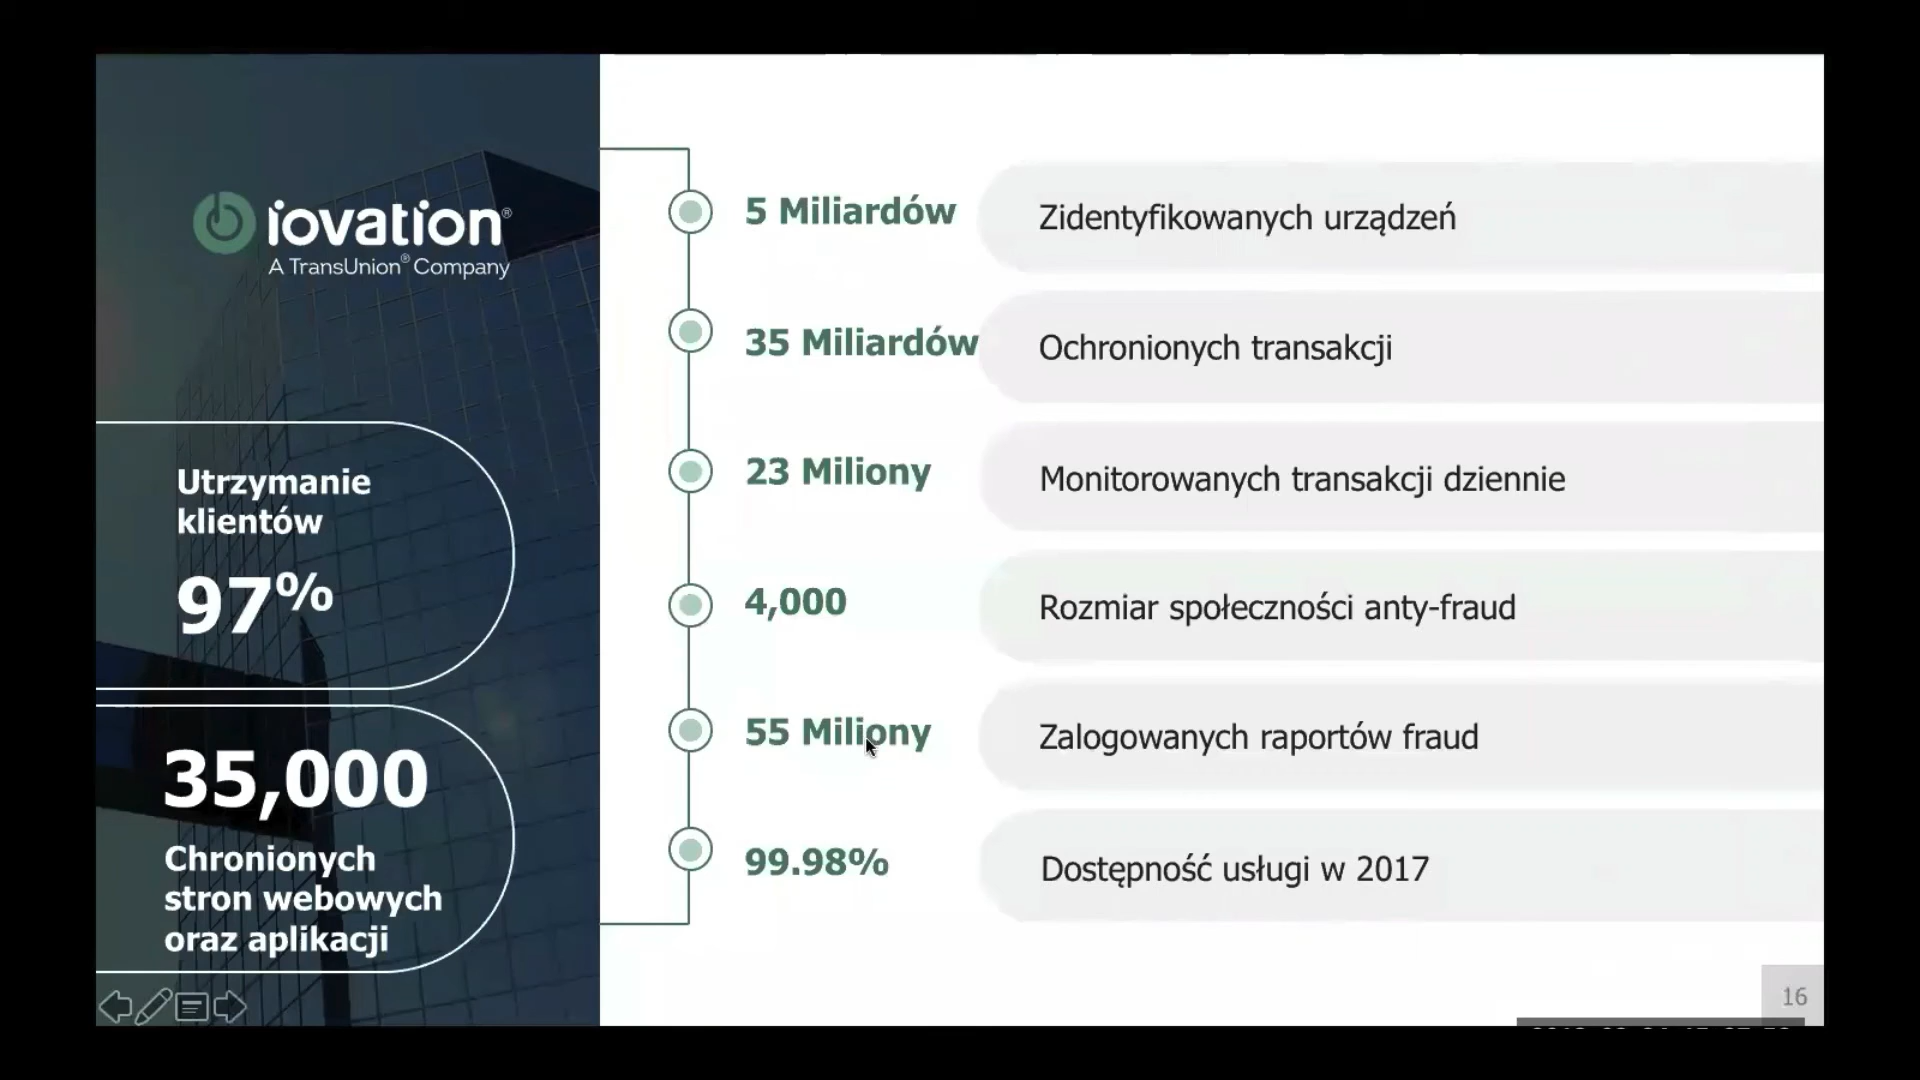 iovation®
A TransUnion® Company
Utrzymanie
klientów
97%
35,000
Chronionych
stron webowych
oraz aplikacji
5 Miliardów Zidentyfikowanych urządzeń
35 Miliardów Ochronionych transakcji
23 Miliony Monitorowanych transakcji dziennie
4,000 Rozmiar społeczności anty-fraud
55 Miliony Zalogowanych raportów fraud
99.98% Dostępność usługi w 2017
16